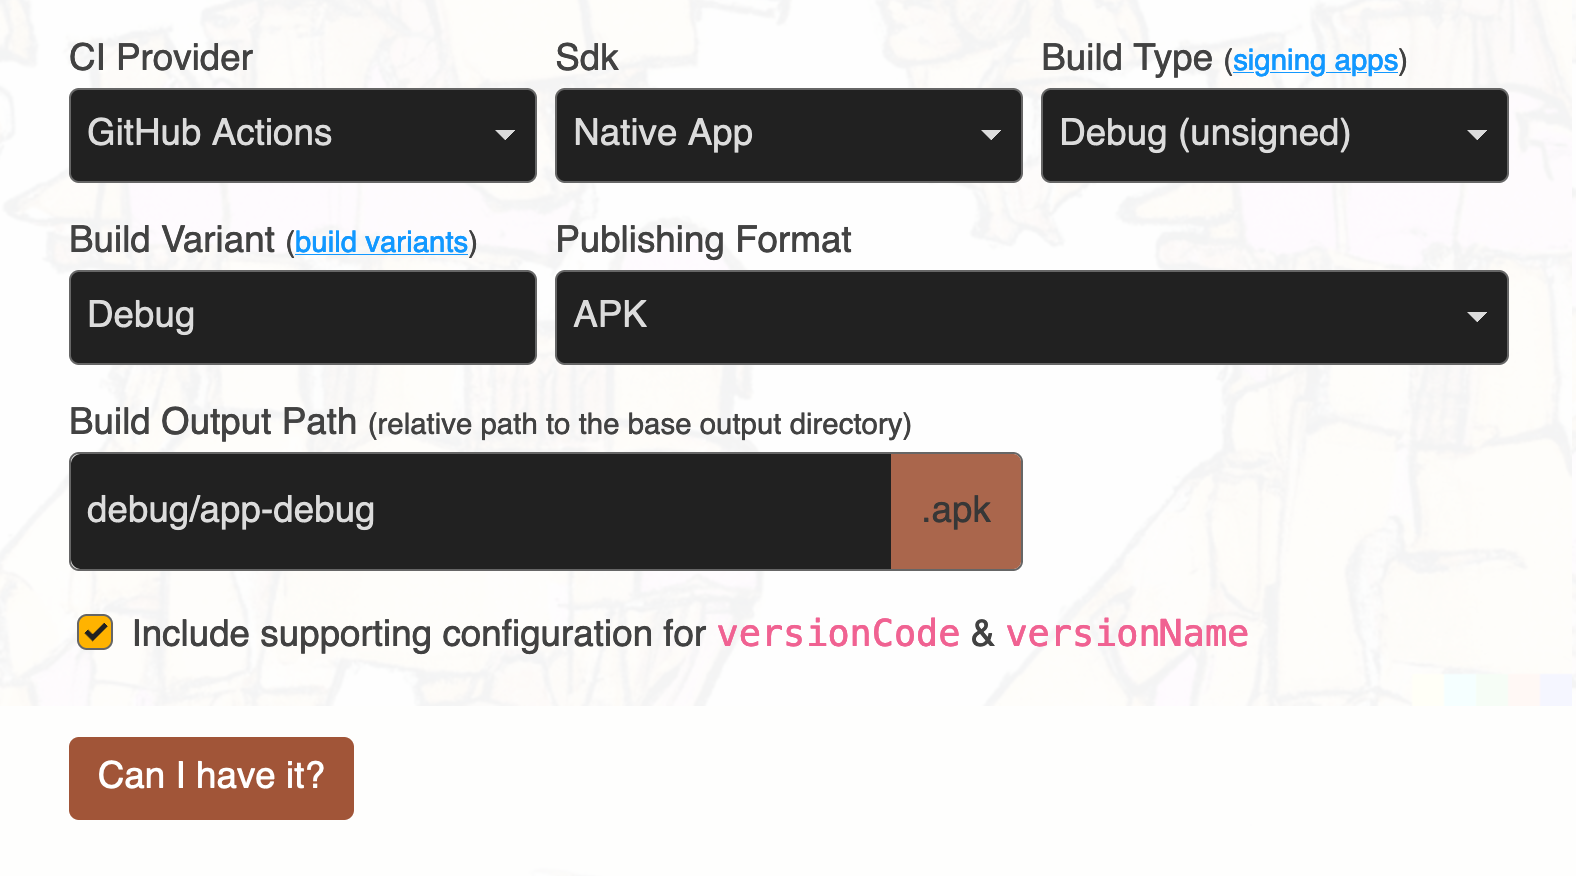 CI Provider
Sdk
Build Type (signing apps)
GitHub Actions
Native App
Debug (unsigned)
Build Variant (build variants)
Publishing Format
Debug
APK
Build Output Path (relative path to the base output directory)
debug/app-debug
.apk
Include supporting configuration for versionCode & versionName
Can I have it?